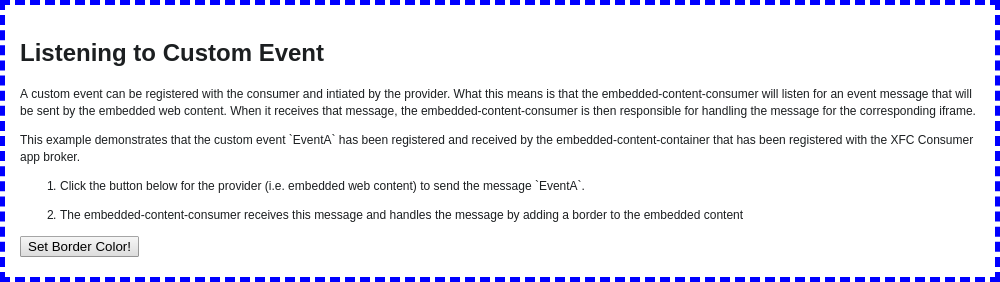 Listening to Custom Event
A custom event can be registered with the consumer and intiated by the provider. What this means is that the embedded-content-consumer will listen for an event message that will
be sent by the embedded web content. When it receives that message, the embedded-content-consumer is then responsible for handling the message for the corresponding iframe.
This example demonstrates that the custom event `EventA` has been registered and received by the embedded-content-container that has been registered with the XFC Consumer
app broker.
1. Click the button below for the provider (i.e. embedded web content) to send the message `EventA`.
2. The embedded-content-consumer receives this message and handles the message by adding a border to the embedded content
Set Border Color!